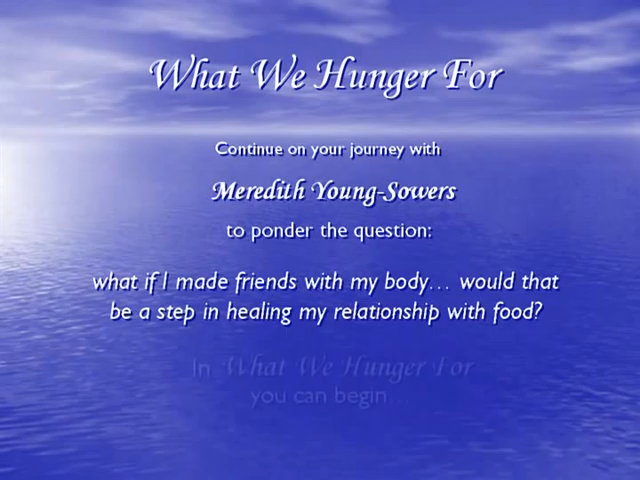 What We Hunger For
Continue on your journey with
Meredith Young-Sowers
to ponder the question:
what if I made friends with my body… would that
be a step in healing my relationship with food?
In What We Hunger For
you can begin…